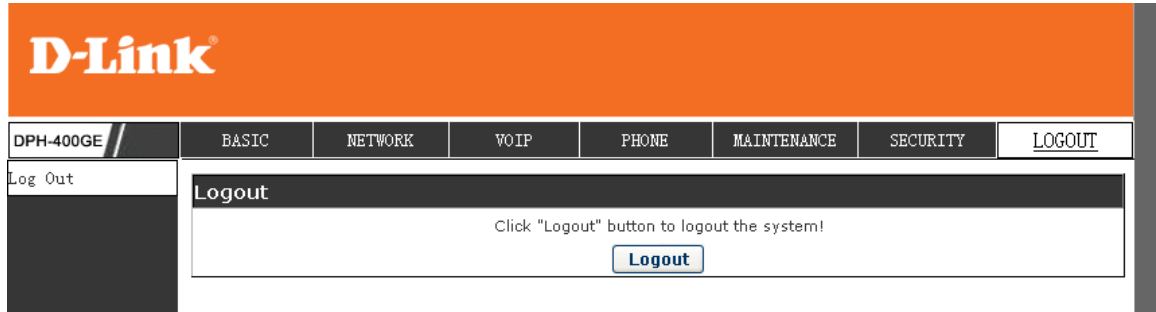 D-Link®
DPH-400GE BASIC NETWORK VOIP PHONE MAINTENANCE SECURITY LOGOUT
Log Out
Logout
Click "Logout" button to logout the system!
Logout